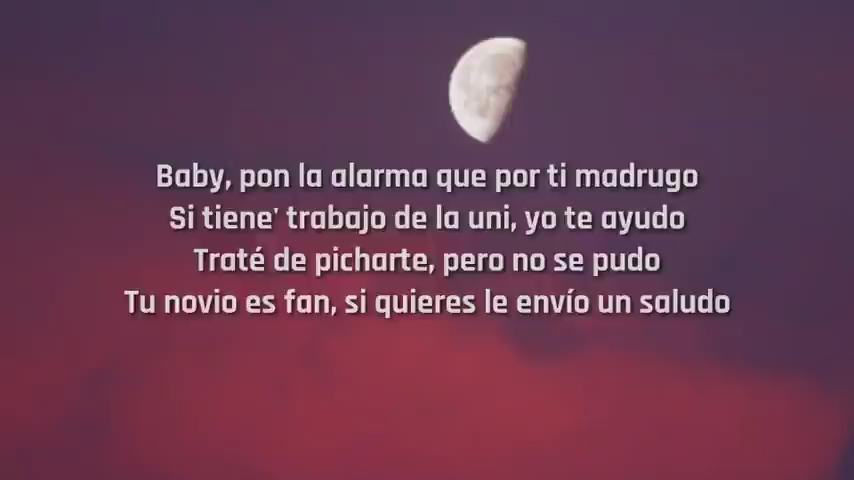 Baby, pon la alarma que por ti madrugo
Si tiene' trabajo de la uni, yo te ayudo
Traté de picharte, pero no se pudo
Tu novio es fan, si quieres le envío un saludo